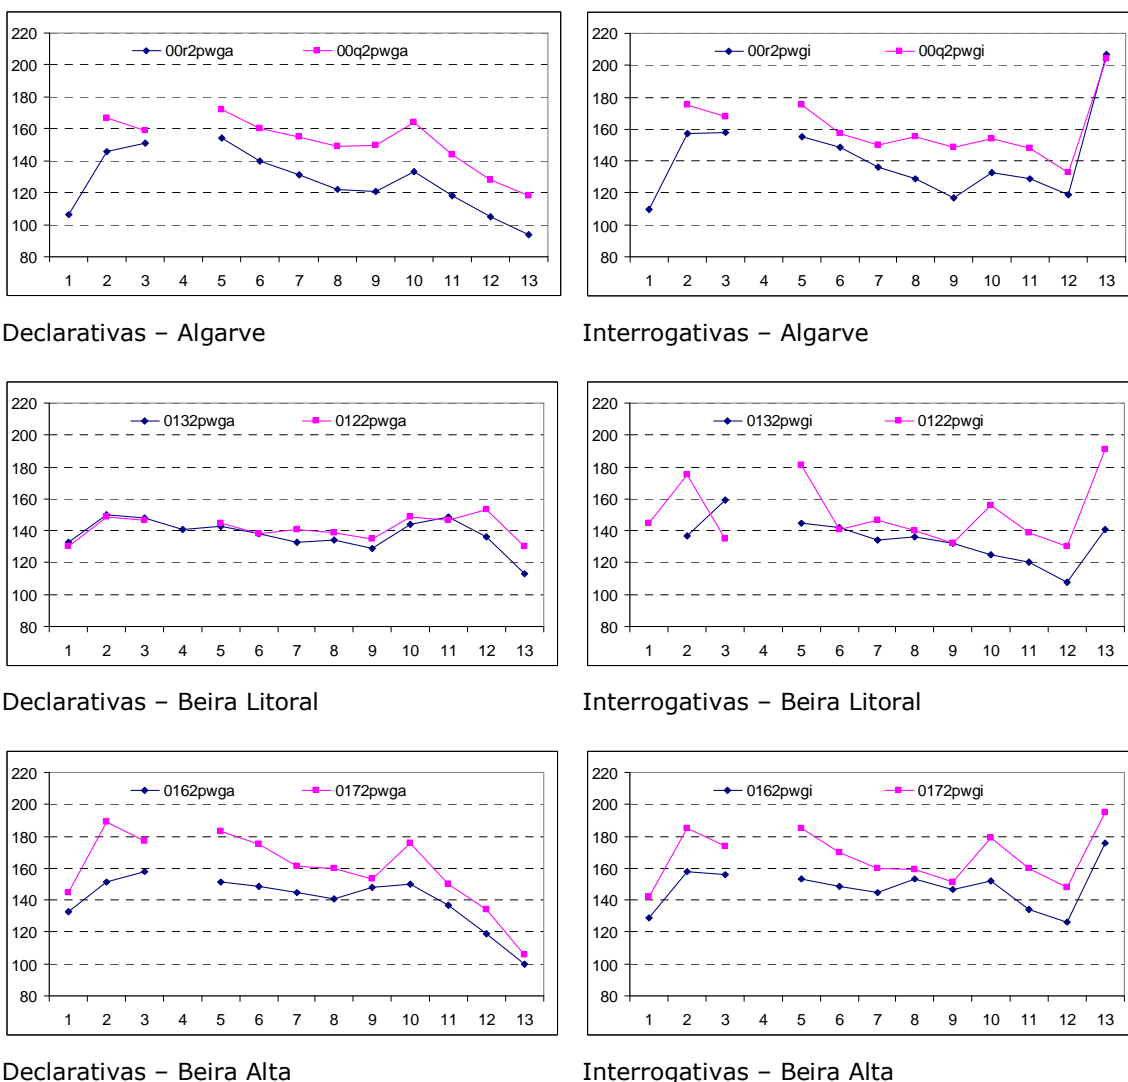 00r2pwga 00q2pwga
220
200
180
160
140
120
100
80
1 2 3 4 5 6 7 8 9 10 11 12 13
Declarativas – Algarve
00r2pwgi 00q2pwgi
220
200
180
160
140
120
100
80
1 2 3 4 5 6 7 8 9 10 11 12 13
Interrogativas – Algarve
0132pwga 0122pwga
220
200
180
160
140
120
100
80
1 2 3 4 5 6 7 8 9 10 11 12 13
Declarativas – Beira Litoral
0132pwgi 0122pwgi
220
200
180
160
140
120
100
80
1 2 3 4 5 6 7 8 9 10 11 12 13
Interrogativas – Beira Litoral
0162pwga 0172pwga
220
200
180
160
140
120
100
80
1 2 3 4 5 6 7 8 9 10 11 12 13
Declarativas – Beira Alta
0162pwgi 0172pwgi
220
200
180
160
140
120
100
80
1 2 3 4 5 6 7 8 9 10 11 12 13
Interrogativas – Beira Alta